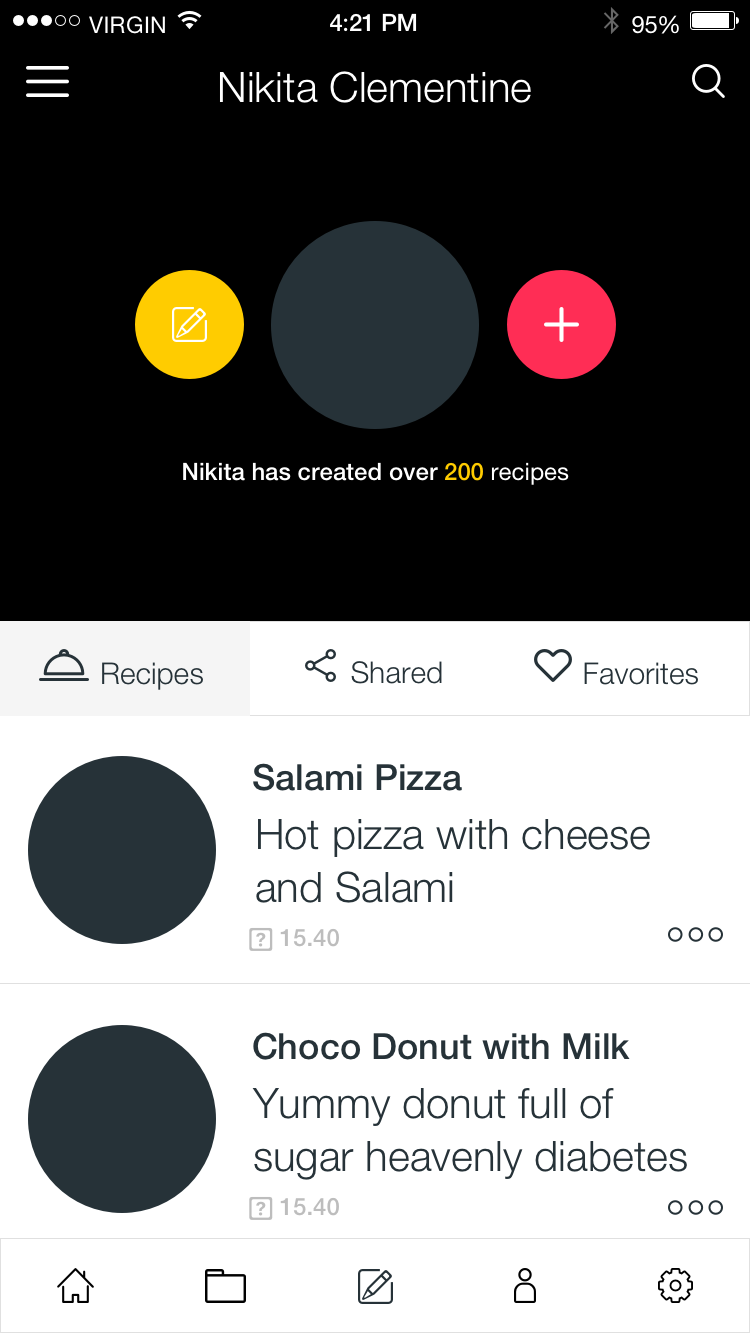 VIRGIN 4:21 PM 95%
Nikita Clementine
Nikita has created over 200 recipes
Recipes Shared Favorites
Salami Pizza
Hot pizza with cheese
and Salami
? 15.40
Choco Donut with Milk
Yummy donut full of
sugar heavenly diabetes
? 15.40